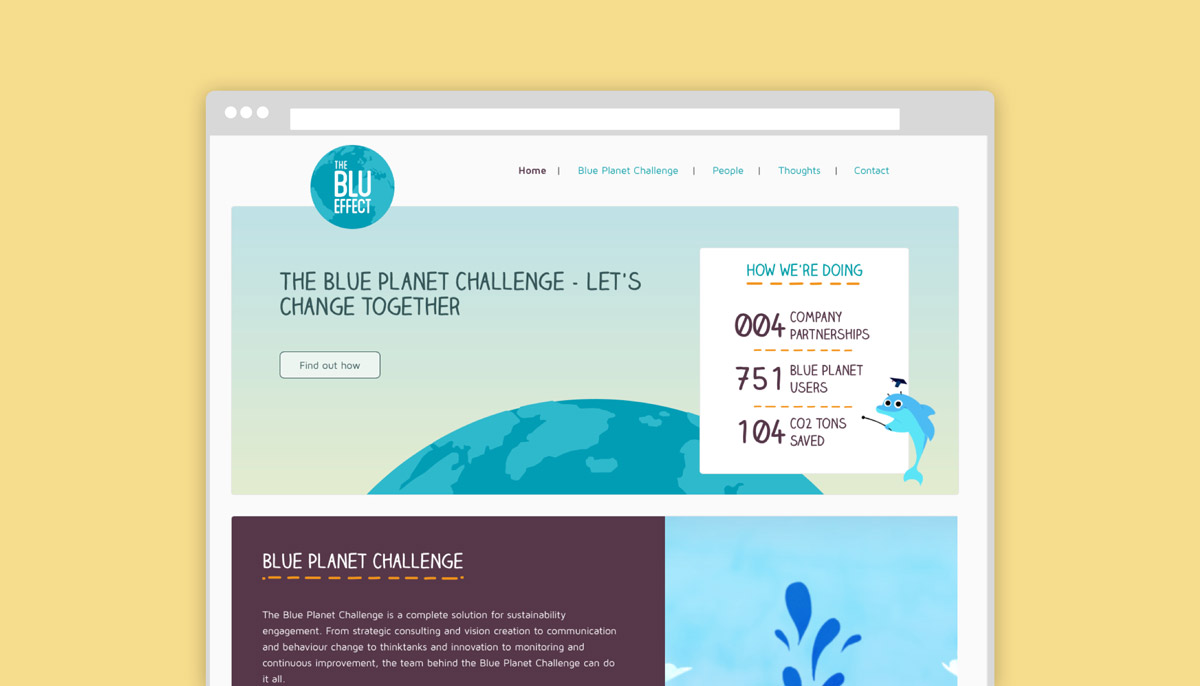 THE
BLU
EFFECT
Home | Blue Planet Challenge | People | Thoughts | Contact
THE BLUE PLANET CHALLENGE - LET'S
CHANGE TOGETHER
Find out how
HOW WE'RE DOING
004 COMPANY
PARTNERSHIPS
751 BLUE PLANET
USERS
104 CO2 TONS
SAVED
BLUE PLANET CHALLENGE
The Blue Planet Challenge is a complete solution for sustainability
engagement. From strategic consulting and vision creation to communication
and behaviour change to thinktanks and innovation to monitoring and
continuous improvement, the team behind the Blue Planet Challenge can do
it all.